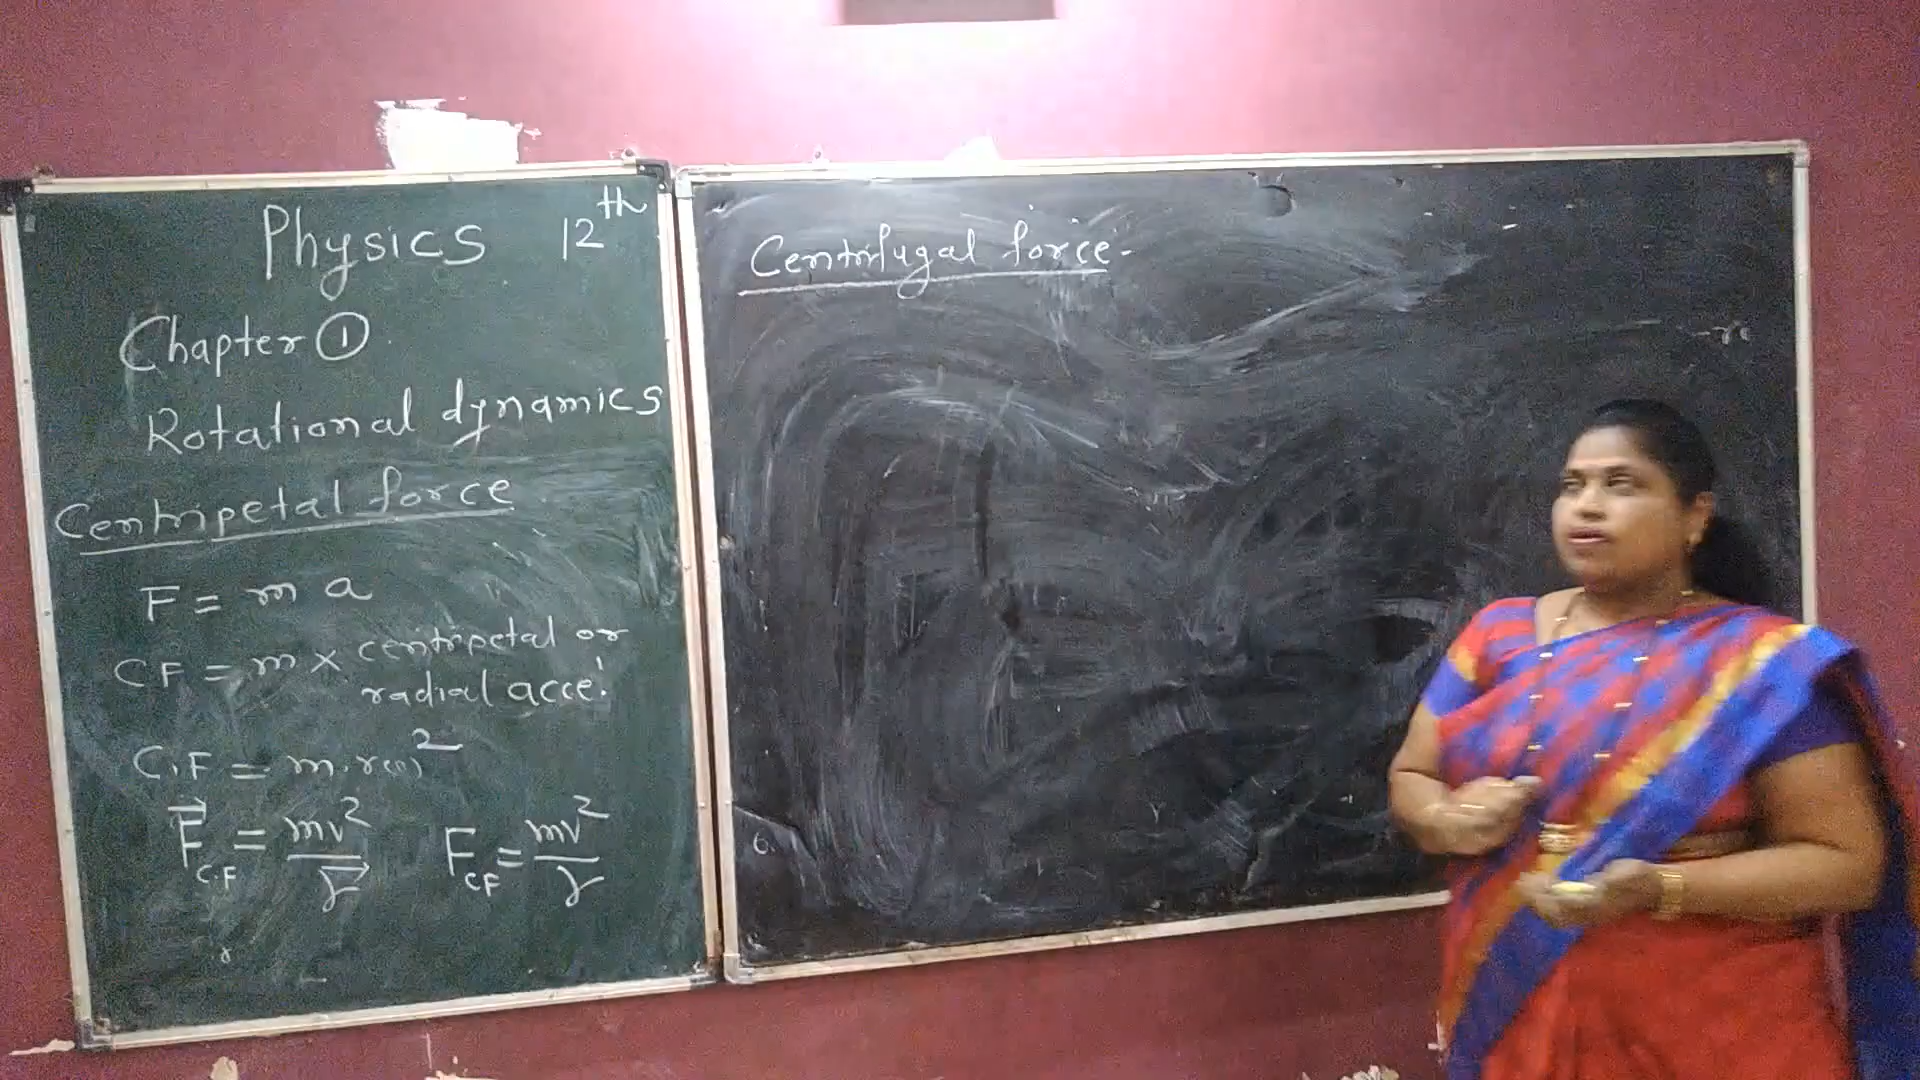 Physics 12th
Chapter ①
Rotational dynamics
Centripetal force
F = m a
CF = m × centripetal or
radial acce!
C.F = m.rω²
F⃗C.F = mv²/r⃗ FCF = mv²/r
Centrifugal force-